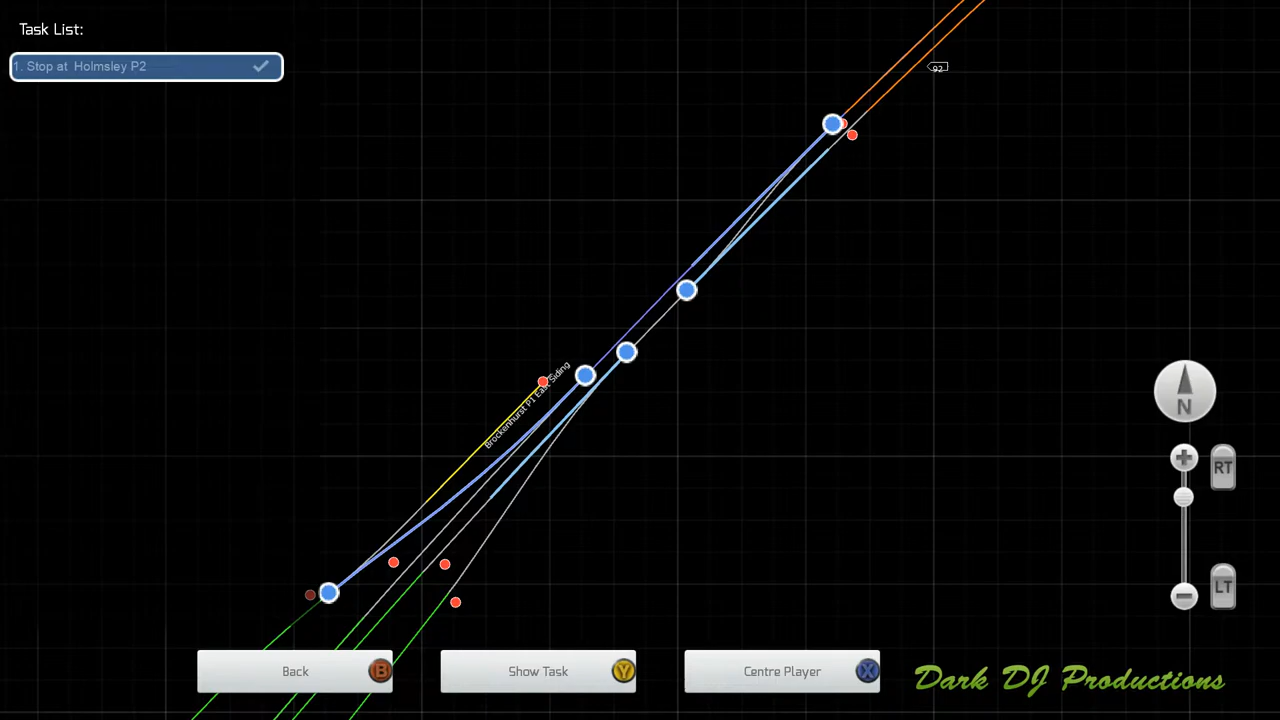 Task List:
1. Stop at Holmsley P2
92
Brockenhurst P1 East Siding
N
RT
LT
Back B
Show Task Y
Centre Player X
Dark DJ Productions